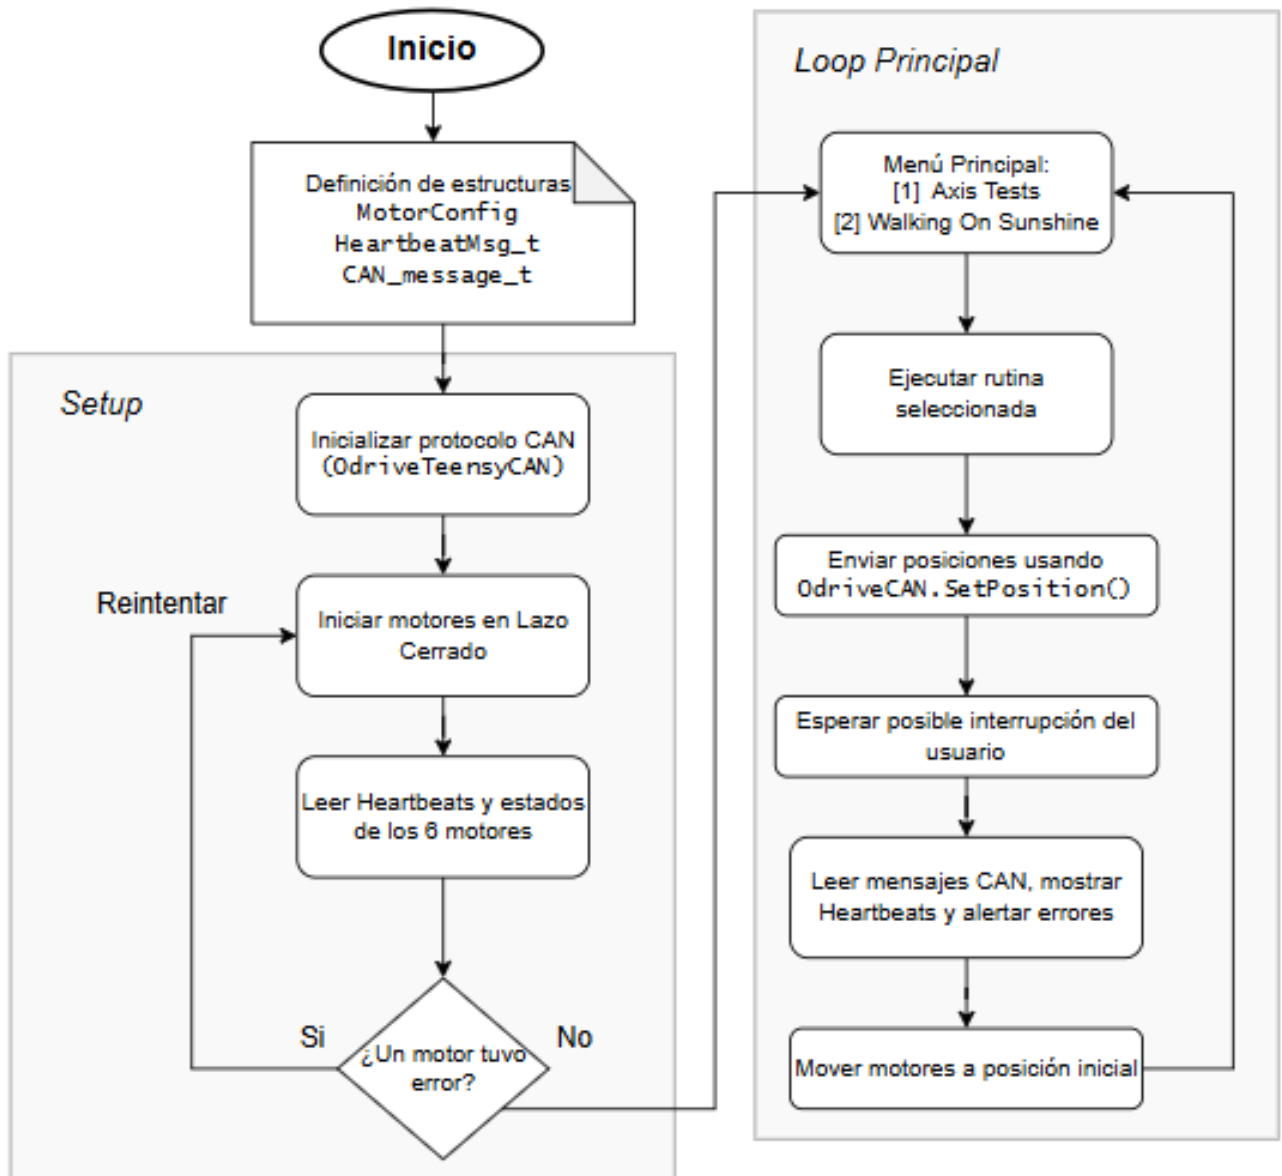 Inicio
Definición de estructuras
MotorConfig
HeartbeatMsg_t
CAN_message_t
Setup
Inicializar protocolo CAN
(OdriveTeensyCAN)
Reintentar
Iniciar motores en Lazo
Cerrado
Leer Heartbeats y estados
de los 6 motores
Si
No
¿Un motor tuvo
error?
Loop Principal
Menú Principal:
[1] Axis Tests
[2] Walking On Sunshine
Ejecutar rutina
seleccionada
Enviar posiciones usando
OdriveCAN.SetPosition()
Esperar posible interrupción del
usuario
Leer mensajes CAN, mostrar
Heartbeats y alertar errores
Mover motores a posición inicial